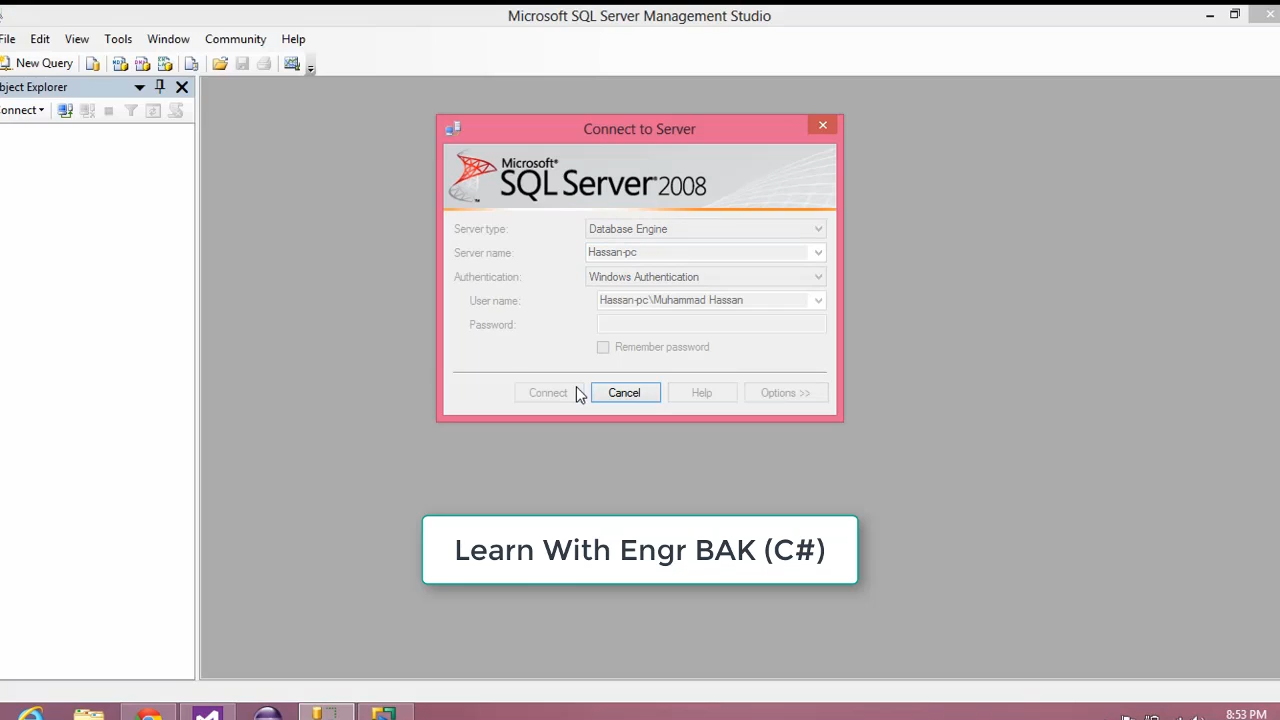 Microsoft SQL Server Management Studio
File Edit View Tools Window Community Help
New Query
bject Explorer
onnect
Connect to Server
Microsoft®
SQL Server 2008
Server type: Database Engine
Server name: Hassan-pc
Authentication: Windows Authentication
User name: Hassan-pc\Muhammad Hassan
Password:
Remember password
Connect Cancel Help Options >>
Learn With Engr BAK (C#)
8:53 PM